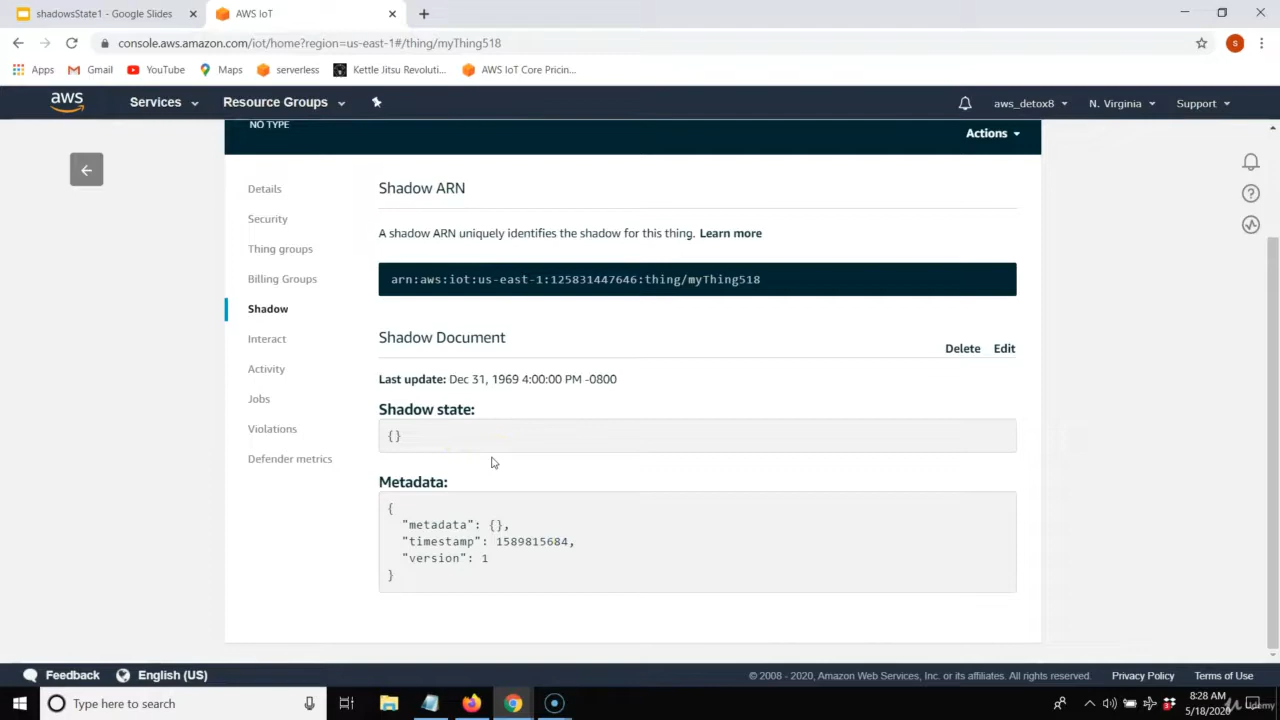 shadowsState1 - Google Slides
AWS IoT
console.aws.amazon.com/iot/home?region=us-east-1#/thing/myThing518
s
Apps
Gmail
YouTube
Maps
serverless
Kettle Jitsu Revoluti...
AWS IoT Core Pricin...
aws
Services
Resource Groups
aws_detox8
N. Virginia
Support
NO TYPE
Actions
Details
Security
Thing groups
Billing Groups
Shadow
Interact
Activity
Jobs
Violations
Defender metrics
Shadow ARN
A shadow ARN uniquely identifies the shadow for this thing. Learn more
arn:aws:iot:us-east-1:125831447646:thing/myThing518
Shadow Document
Delete Edit
Last update: Dec 31, 1969 4:00:00 PM -0800
Shadow state:
{}
Metadata:
{
"metadata": {},
"timestamp": 1589815684,
"version": 1
}
Feedback
English (US)
© 2008 - 2020, Amazon Web Services, Inc. or its affiliates. All rights reserved.
Privacy Policy
Terms of Use
Type here to search
8:28 AM
5/18/2020
Udemy